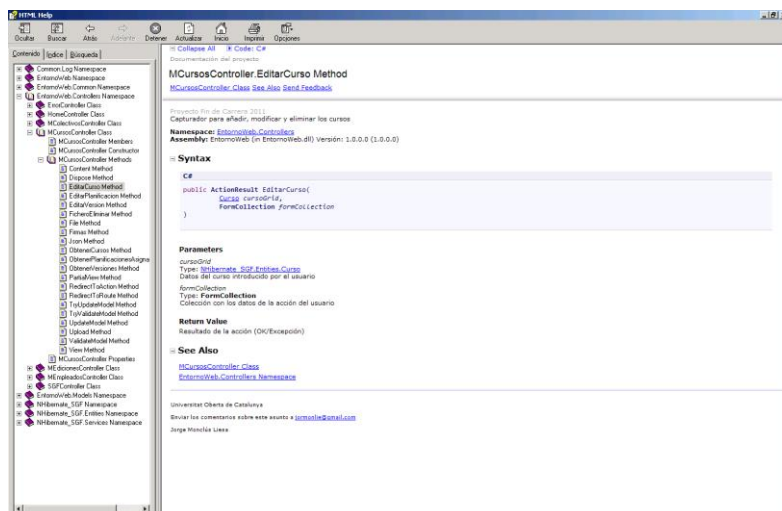 HTML Help
Ocultar Buscar Atrás Adelante Detener Actualizar Inicio Imprimir Opciones
Contenido Índice Búsqueda
Common.Log Namespace
EntornoWeb Namespace
EntornoWeb.Common Namespace
EntornoWeb.Controllers Namespace
ErrorController Class
HomeController Class
MColectivosController Class
MCursosController Class
MCursosController Members
MCursosController Constructor
MCursosController Methods
Content Method
Dispose Method
EditarCurso Method
EditarPlanificacion Method
EditarVersion Method
FicheroEliminar Method
File Method
Firmas Method
Json Method
ObtenerCursos Method
ObtenerPlanificacionesAsigna
ObtenerVersiones Method
PartialView Method
RedirectToAction Method
RedirectToRoute Method
TryUpdateModel Method
TryValidateModel Method
UpdateModel Method
Upload Method
ValidateModel Method
View Method
MCursosController Properties
MEdicionesController Class
MEmpleadosController Class
SGFController Class
EntornoWeb.Models Namespace
NHibernate_SGF Namespace
NHibernate_SGF.Entities Namespace
NHibernate_SGF.Services Namespace
Collapse All Code: C#
Documentación del proyecto
MCursosController.EditarCurso Method
MCursosController Class See Also Send Feedback
Proyecto Fin de Carrera 2011
Capturador para añadir, modificar y eliminar los cursos
Namespace: EntornoWeb.Controllers
Assembly: EntornoWeb (in EntornoWeb.dll) Versión: 1.0.0.0 (1.0.0.0)
Syntax
C#
public ActionResult EditarCurso(
Curso cursoGrid,
FormCollection formCollection
)
Parameters
cursoGrid
Type: NHibernate_SGF.Entities.Curso
Datos del curso introducido por el usuario
formCollection
Type: FormCollection
Colección con los datos de la acción del usuario
Return Value
Resultado de la acción (OK/Excepción)
See Also
MCursosController Class
EntornoWeb.Controllers Namespace
Universitat Oberta de Catalunya
Enviar los comentarios sobre este asunto a jormonlie@gmail.com
Jorge Monclús Liesa